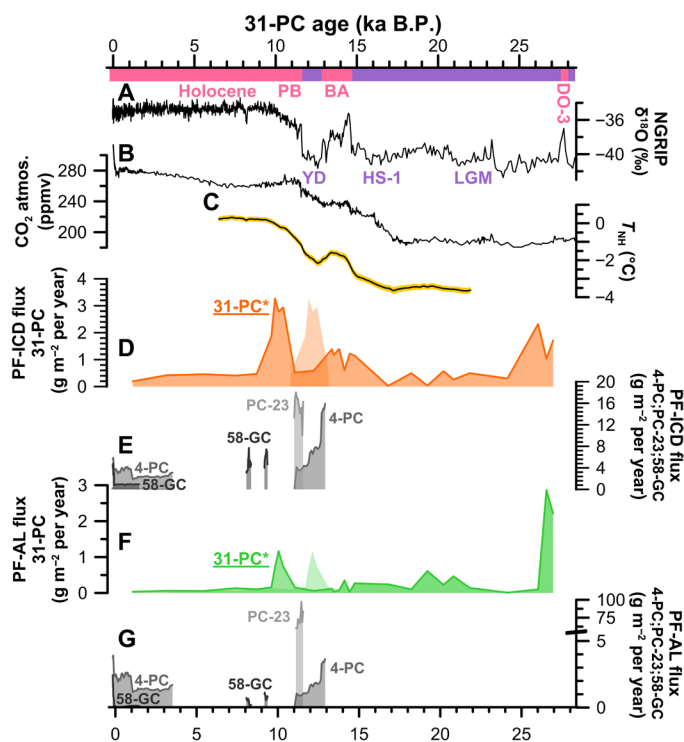 31-PC age (ka B.P.)
0 5 10 15 20 25
Holocene PB BA DO-3
A
−36
−40
NGRIP
δ18O (‰)
YD HS-1 LGM
B
280
240
200
CO2 atmos.
(ppmv)
C
0
−2
−4
TNH (°C)
PF-ICD flux
31-PC
(g m−2 per year)
4
3
2
1
0
D
31-PC*
E
PC-23
4-PC
58-GC
4-PC
58-GC
20
16
12
8
4
0
PF-ICD flux
4-PC;PC-23;58-GC
(g m−2 per year)
PF-AL flux
31-PC
(g m−2 per year)
3
2
1
0
F
31-PC*
G
PC-23
4-PC
58-GC
4-PC
58-GC
100
75
5
0
PF-AL flux
4-PC;PC-23;58-GC
(g m−2 per year)
0 5 10 15 20 25